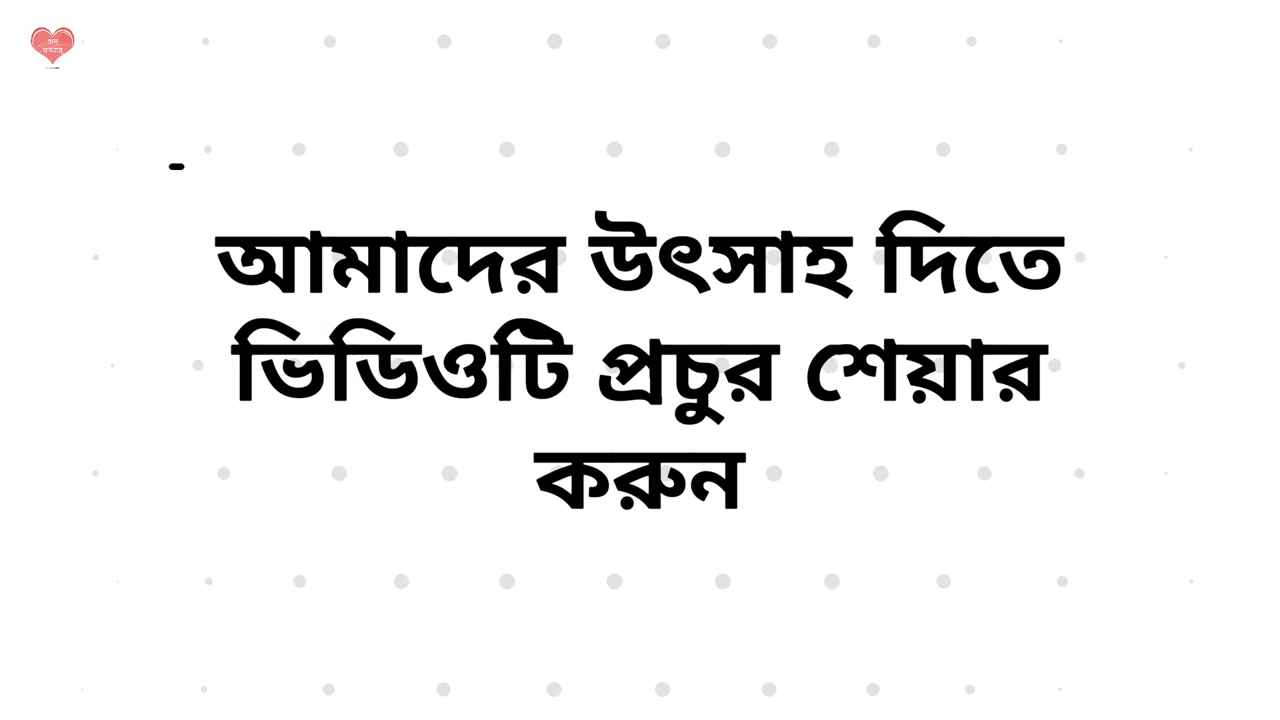 -
আমাদের উৎসাহ দিতে
ভিডিওটি প্রচুর শেয়ার
করুন